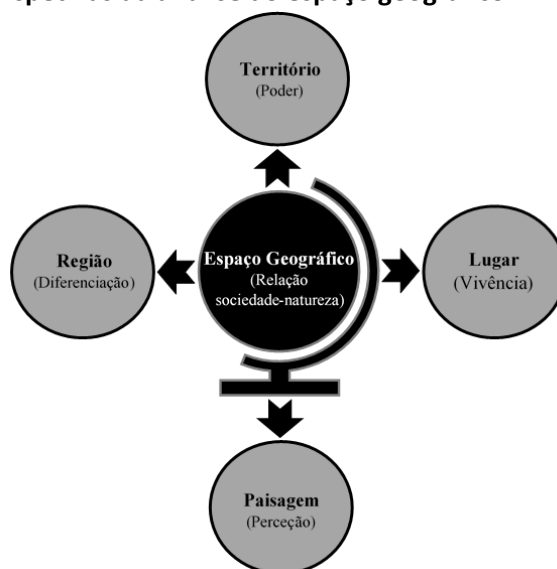 Território
(Poder)
Região
(Diferenciação)
Espaço Geográfico
(Relação
sociedade-natureza)
Lugar
(Vivência)
Paisagem
(Perceção)